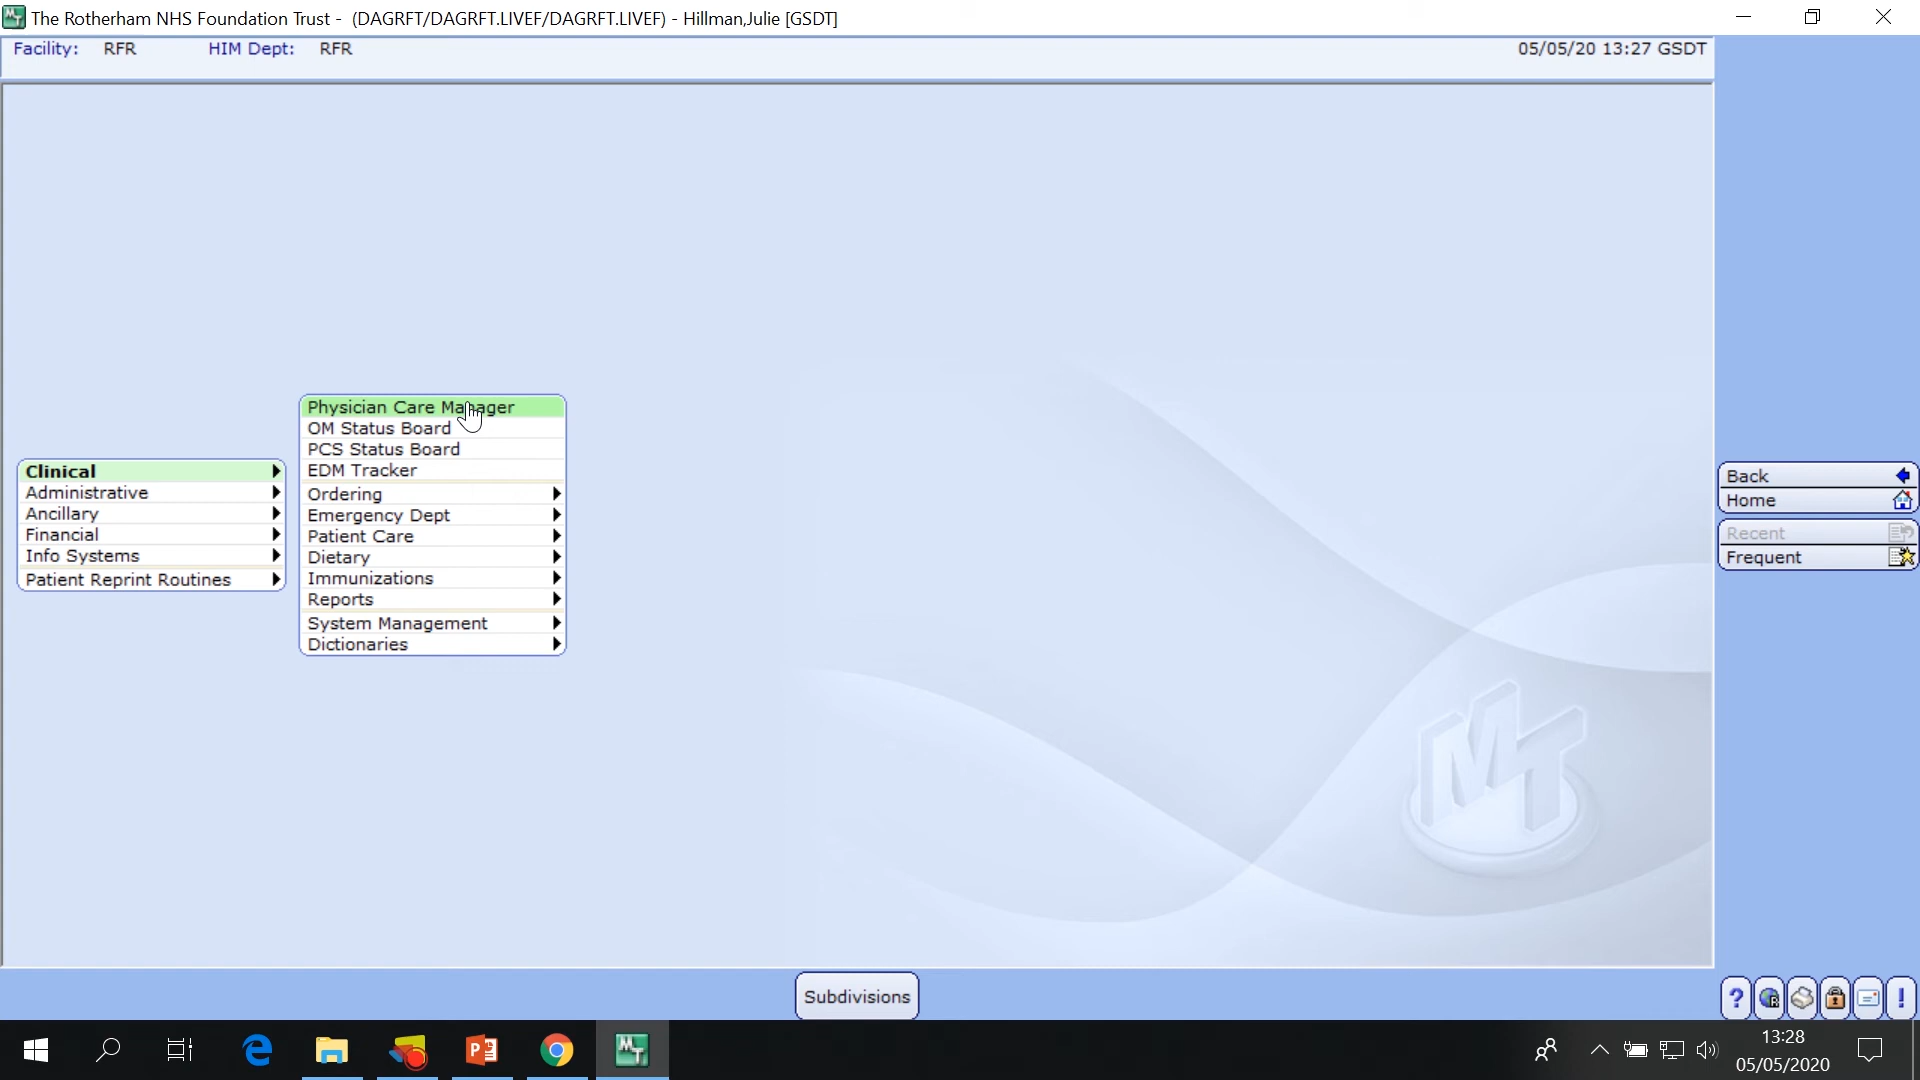 The Rotherham NHS Foundation Trust - (DAGRFT/DAGRFT.LIVEF/DAGRFT.LIVEF) - Hillman,Julie [GSDT]
Facility: RFR HIM Dept: RFR 05/05/20 13:27 GSDT
Physician Care Manager
OM Status Board
PCS Status Board
EDM Tracker
Ordering
Emergency Dept
Patient Care
Dietary
Immunizations
Reports
System Management
Dictionaries
Clinical
Administrative
Ancillary
Financial
Info Systems
Patient Reprint Routines
Back
Home
Recent
Frequent
MT
Subdivisions
?
!
13:28
05/05/2020